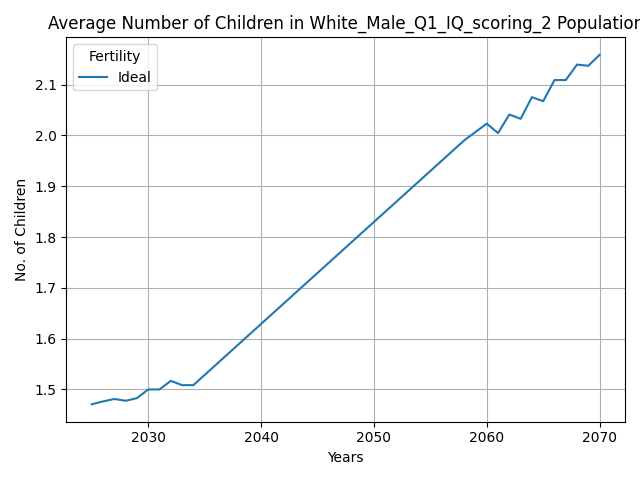 Average Number of Children in White_Male_Q1_IQ_scoring_2 Population
Fertility
Ideal
No. of Children
2.1
2.0
1.9
1.8
1.7
1.6
1.5
2030 2040 2050 2060 2070
Years